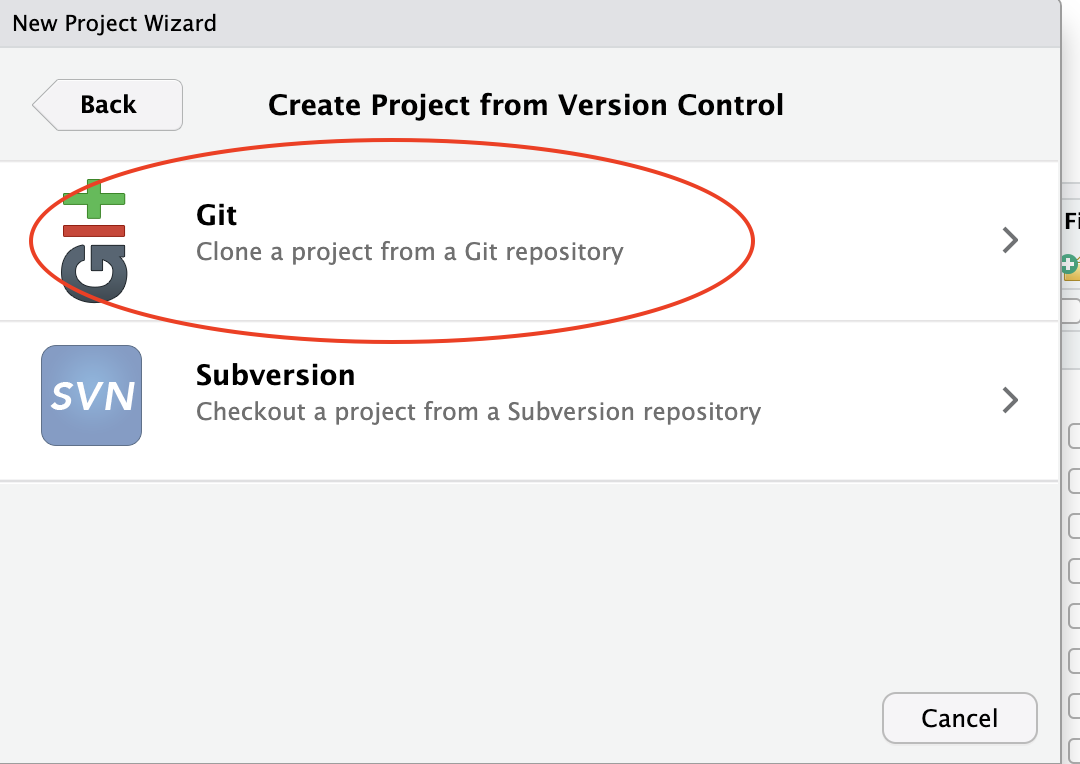 New Project Wizard
Back
Create Project from Version Control
Git
Git
Clone a project from a Git repository
SVN
Subversion
Checkout a project from a Subversion repository
Cancel